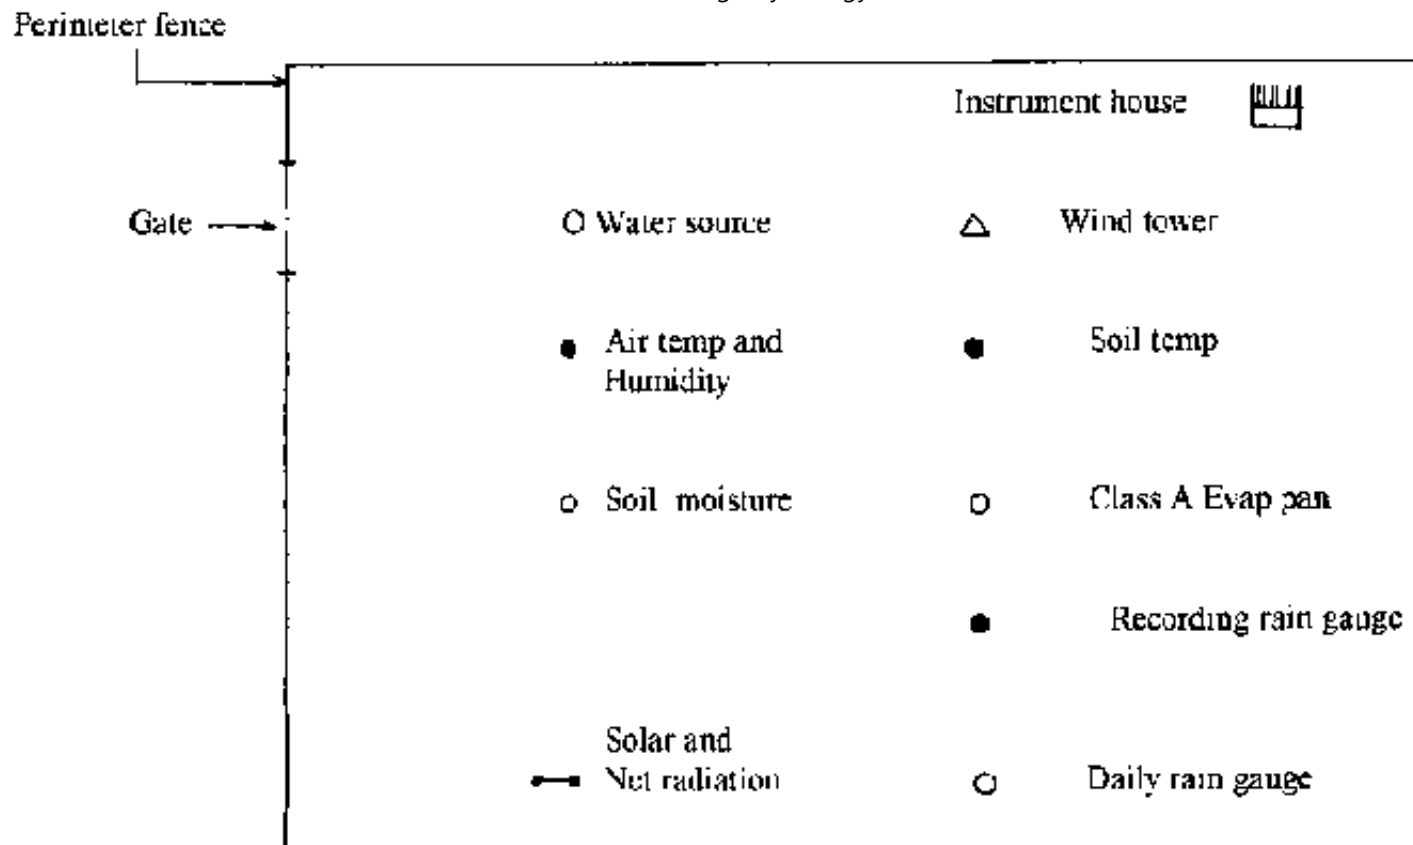 Perimeter fence
Instrument house
Gate
Water source
Wind tower
Air temp and
Humidity
Soil temp
Soil moisture
Class A Evap pan
Recording rain gauge
Solar and
Net radiation
Daily rain gauge